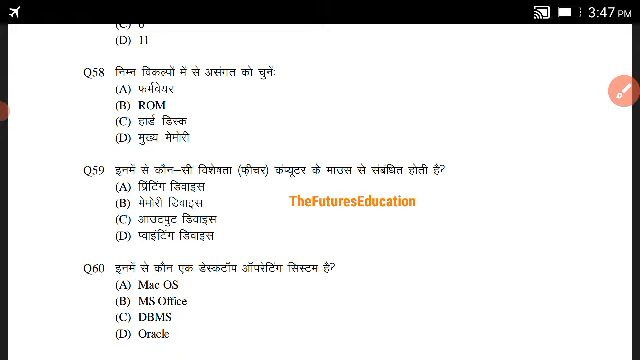 3:47 PM
(C) 6
(D) 11
Q58 निम्न विकल्पों में से असंगत को चुनेंः
(A) फर्मवेयर
(B) ROM
(C) हार्ड डिस्क
(D) मुख्य मेमोरी
Q59 इनमें से कौन-सी विशेषता (फीचर) कंप्यूटर के माउस से संबंधित होती है?
(A) प्रिंटिंग डिवाइस
(B) मेमोरी डिवाइस
TheFuturesEducation
(C) आउटपुट डिवाइस
(D) प्वाइंटिंग डिवाइस
Q60 इनमें से कौन एक डेस्कटॉप ऑपरेटिंग सिस्टम है?
(A) Mac OS
(B) MS Office
(C) DBMS
(D) Oracle